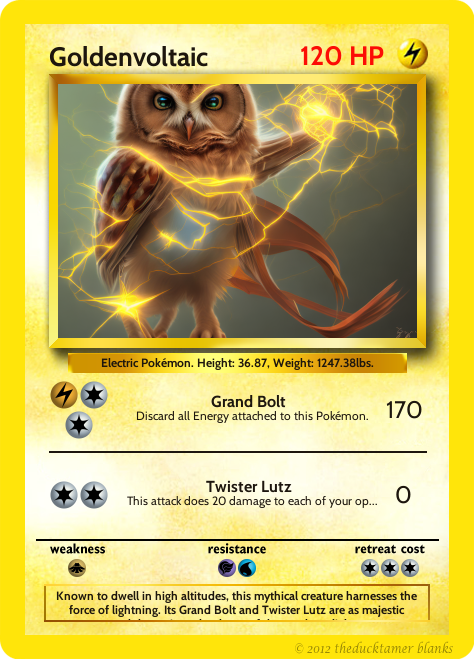 Goldenvoltaic
120 HP
Electric Pokémon. Height: 36.87, Weight: 1247.38lbs.
Grand Bolt
Discard all Energy attached to this Pokémon.
170
Twister Lutz
This attack does 20 damage to each of your op...
0
weakness
resistance
retreat cost
Known to dwell in high altitudes, this mythical creature harnesses the
force of lightning. Its Grand Bolt and Twister Lutz are as majestic
© 2012 theducktamer blanks